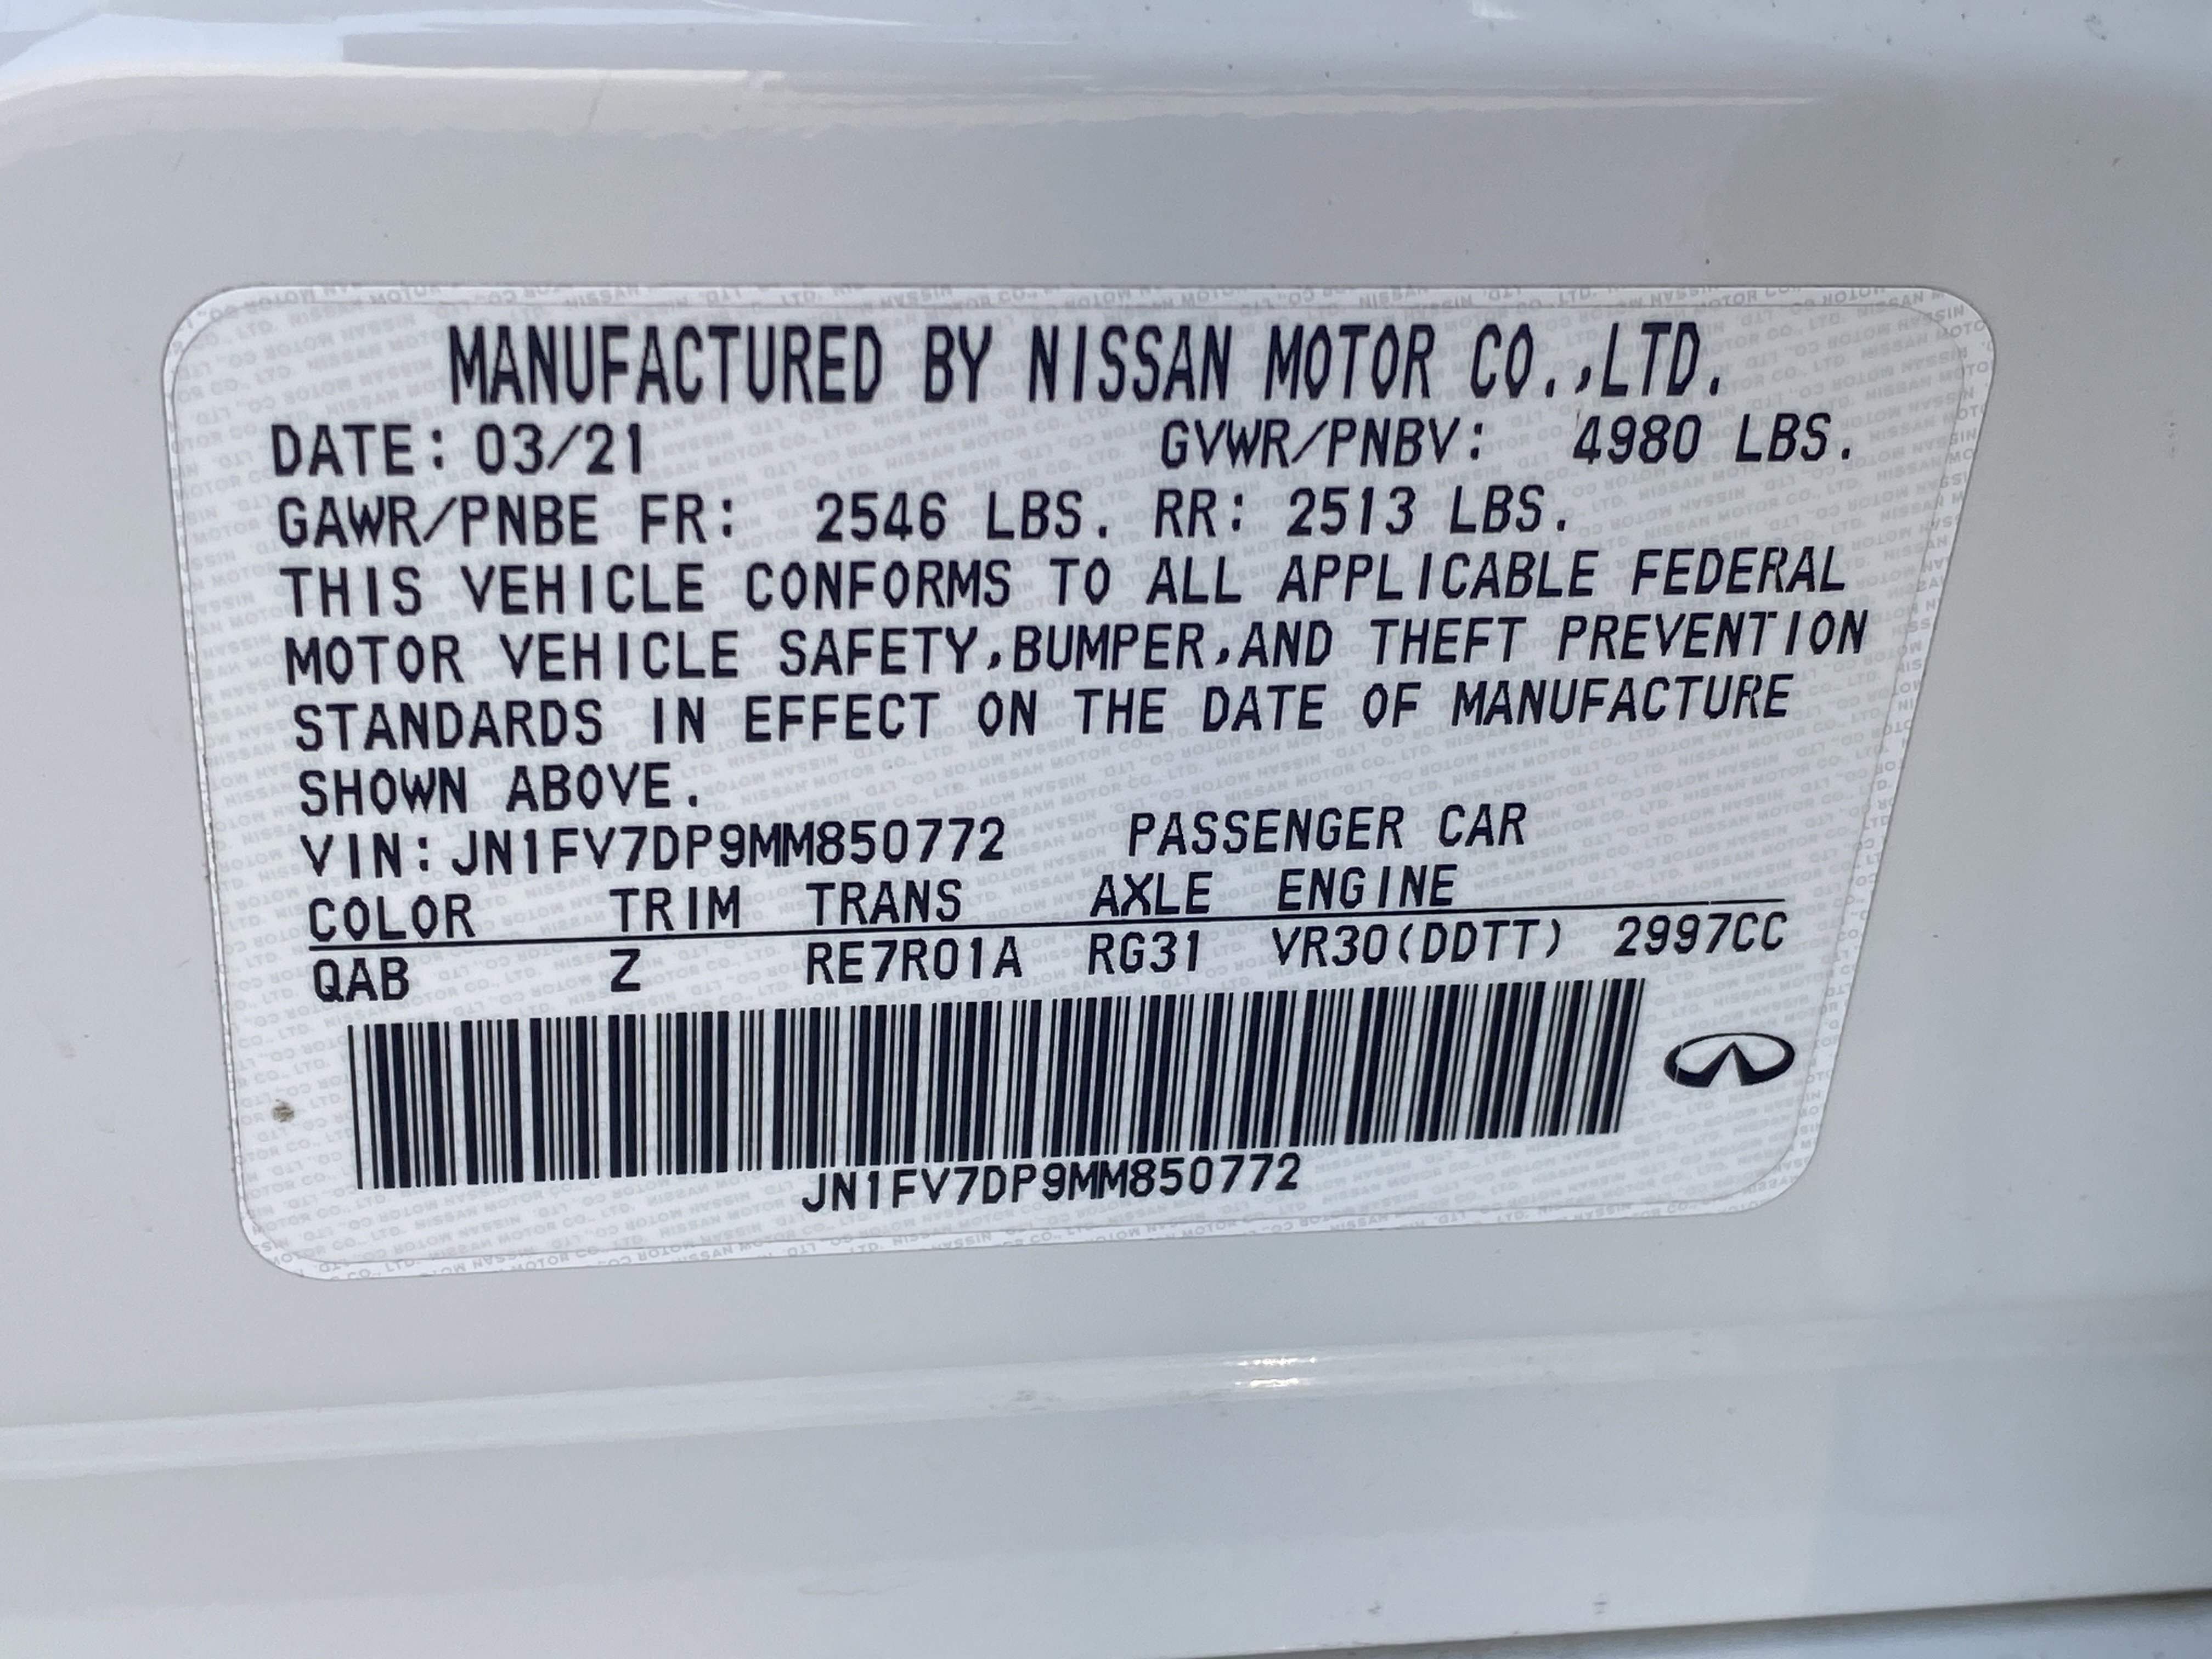 MANUFACTURED BY NISSAN MOTOR CO.,LTD.
DATE: 03/21 GVWR/PNBV: 4980 LBS.
GAWR/PNBE FR: 2546 LBS. RR: 2513 LBS.
THIS VEHICLE CONFORMS TO ALL APPLICABLE FEDERAL
MOTOR VEHICLE SAFETY,BUMPER,AND THEFT PREVENTION
STANDARDS IN EFFECT ON THE DATE OF MANUFACTURE
SHOWN ABOVE.
VIN:JN1FV7DP9MM850772 PASSENGER CAR
COLOR TRIM TRANS AXLE ENGINE
QAB Z RE7R01A RG31 VR30(DDTT) 2997CC
JN1FV7DP9MM850772